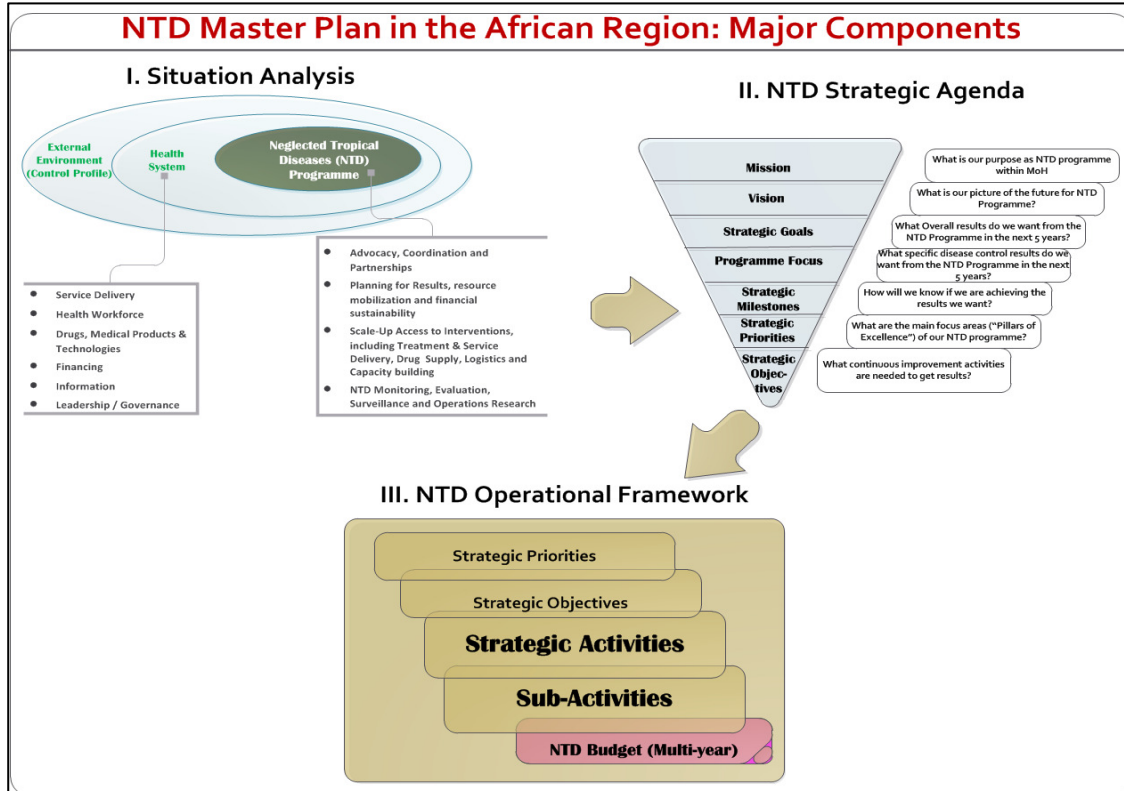 NTD Master Plan in the African Region: Major Components
I. Situation Analysis
External
Environment
(Control Profile)
Health
System
Neglected Tropical
Diseases (NTD)
Programme
• Service Delivery
• Health Workforce
• Drugs, Medical Products &
Technologies
• Financing
• Information
• Leadership / Governance
• Advocacy, Coordination and
Partnerships
• Planning for Results, resource
mobilization and financial
sustainability
• Scale-Up Access to Interventions,
including Treatment & Service
Delivery, Drug Supply, Logistics and
Capacity building
• NTD Monitoring, Evaluation,
Surveillance and Operations Research
II. NTD Strategic Agenda
Mission
What is our purpose as NTD programme
within MoH
Vision
What is our picture of the future for NTD
Programme?
Strategic Goals
What Overall results do we want from the
NTD Programme in the next 5 years?
Programme Focus
What specific disease control results do we
want from the NTD Programme in the next
5 years?
Strategic
Milestones
How will we know if we are achieving the
results we want?
Strategic
Priorities
What are the main focus areas ("Pillars of
Excellence") of our NTD programme?
Strategic
Objec-
tives
What continuous improvement activities
are needed to get results?
III. NTD Operational Framework
Strategic Priorities
Strategic Objectives
Strategic Activities
Sub-Activities
NTD Budget (Multi-year)